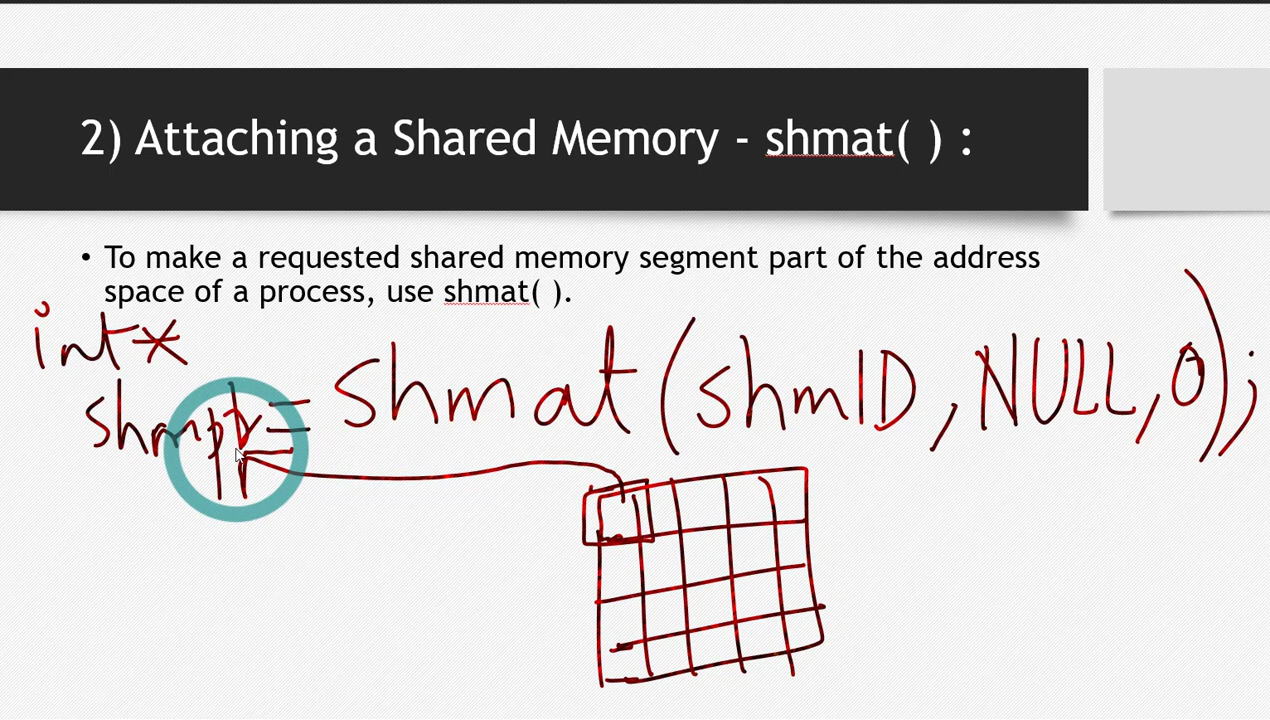 2) Attaching a Shared Memory - shmat( ) :
• To make a requested shared memory segment part of the address
space of a process, use shmat( ).
int*
= shmat(shmID,NULL,0);